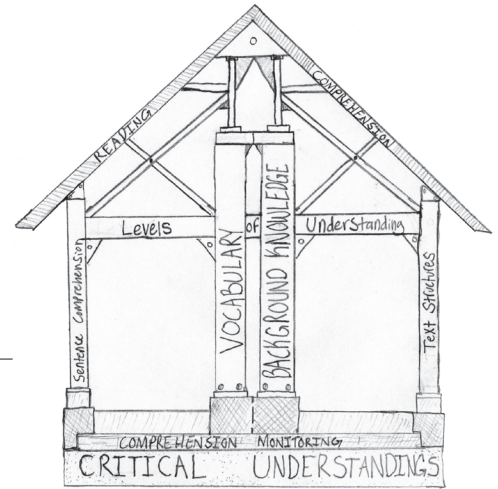 READING
COMPREHENSION
Levels of Understanding
Sentence Comprehension
VOCABULARY
BACKGROUND KNOWLEDGE
Text Structures
COMPREHENSION MONITORING
CRITICAL UNDERSTANDINGS